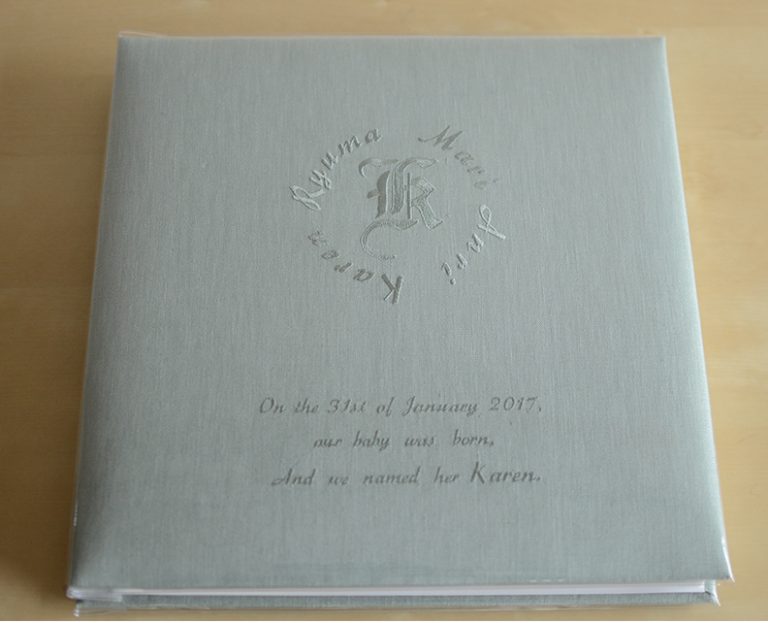 Ryuma Mari Anri Karen
K
On the 31st of January 2017,
our baby was born,
And we named her Karen.